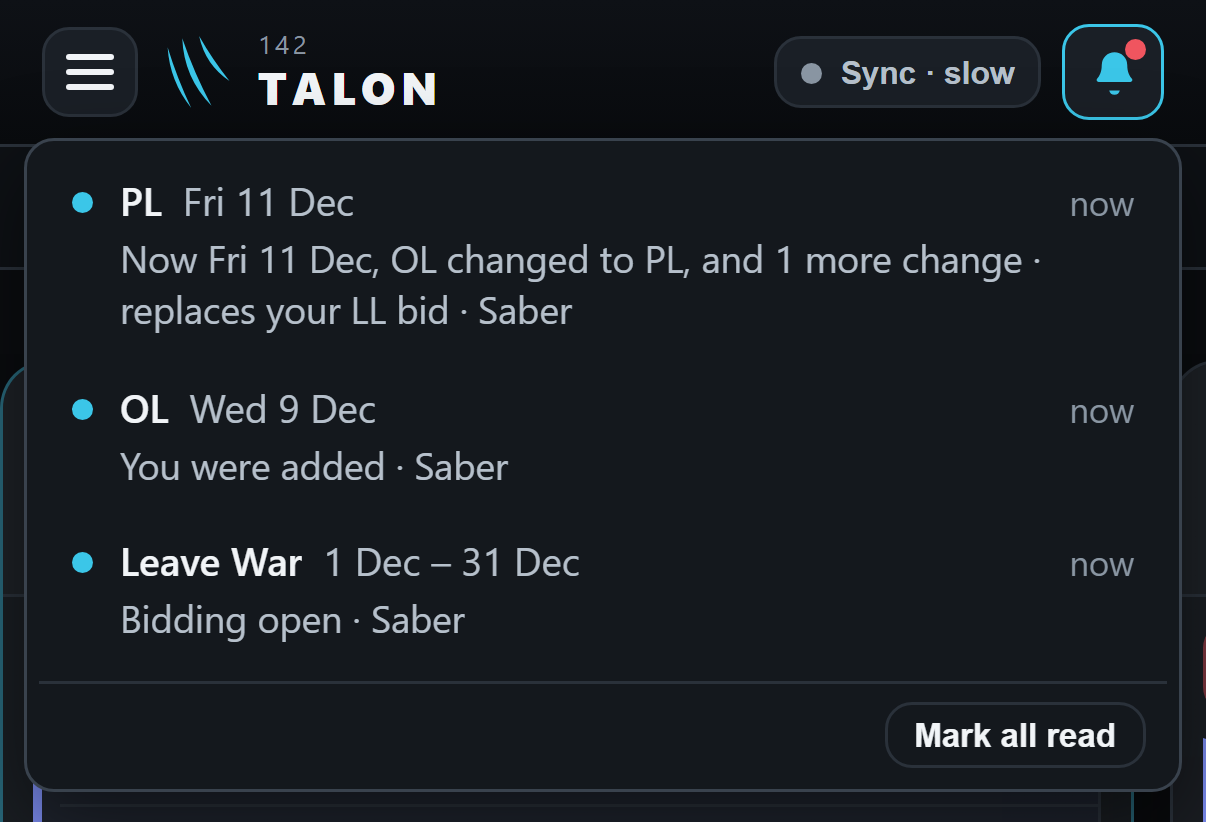 142
TALON
Sync · slow
PL Fri 11 Dec
now
Now Fri 11 Dec, OL changed to PL, and 1 more change ·
replaces your LL bid · Saber
OL Wed 9 Dec
now
You were added · Saber
Leave War 1 Dec – 31 Dec
now
Bidding open · Saber
Mark all read